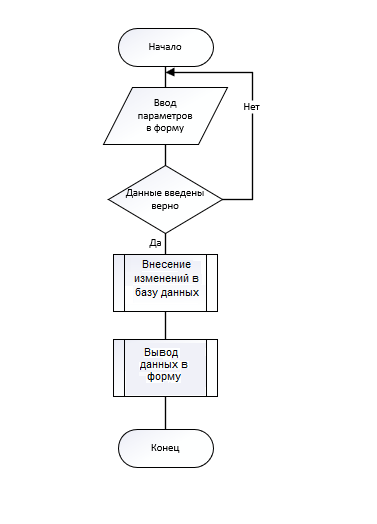 Начало
Ввод
параметров
в форму
Нет
Данные введены
верно
Да
Внесение
изменений в
базу данных
Вывод
данных в
форму
Конец